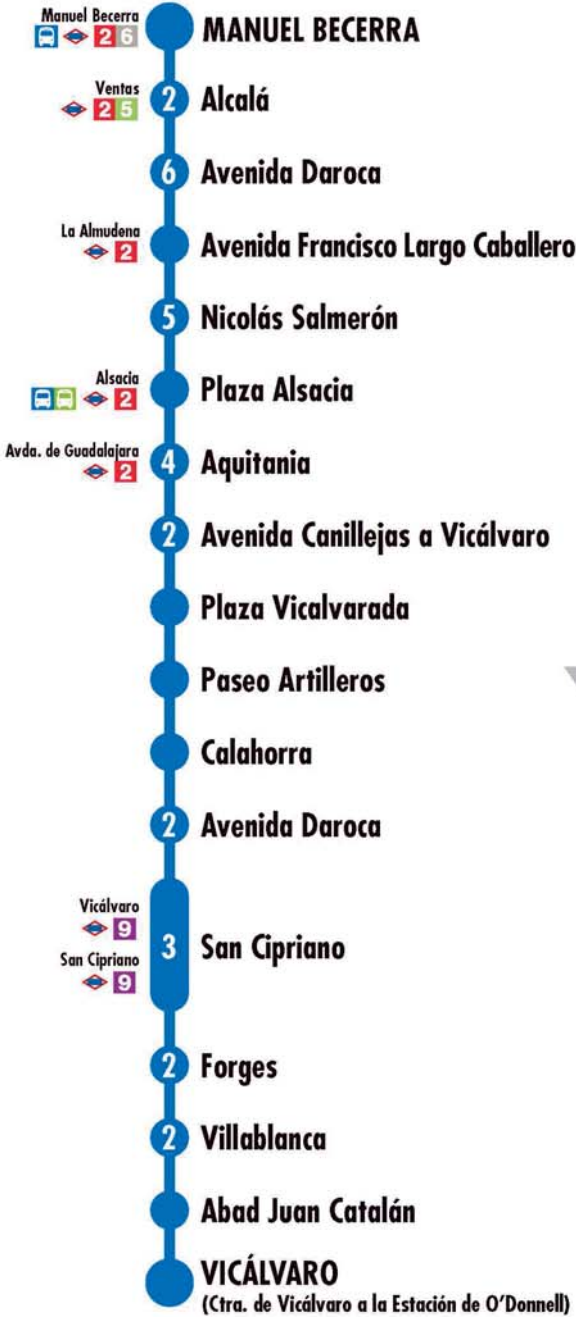 Manuel Becerra
2 6
MANUEL BECERRA
Ventas
2 5
2
Alcalá
6
Avenida Daroca
La Almudena
2
Avenida Francisco Largo Caballero
5
Nicolás Salmerón
Alsacia
2
Plaza Alsacia
Avda. de Guadalajara
2
4
Aquitania
2
Avenida Canillejas a Vicálvaro
Plaza Vicalvarada
Paseo Artilleros
Calahorra
2
Avenida Daroca
Vicálvaro
9
San Cipriano
9
3
San Cipriano
2
Forges
2
Villablanca
Abad Juan Catalán
VICÁLVARO
(Ctra. de Vicálvaro a la Estación de O'Donnell)